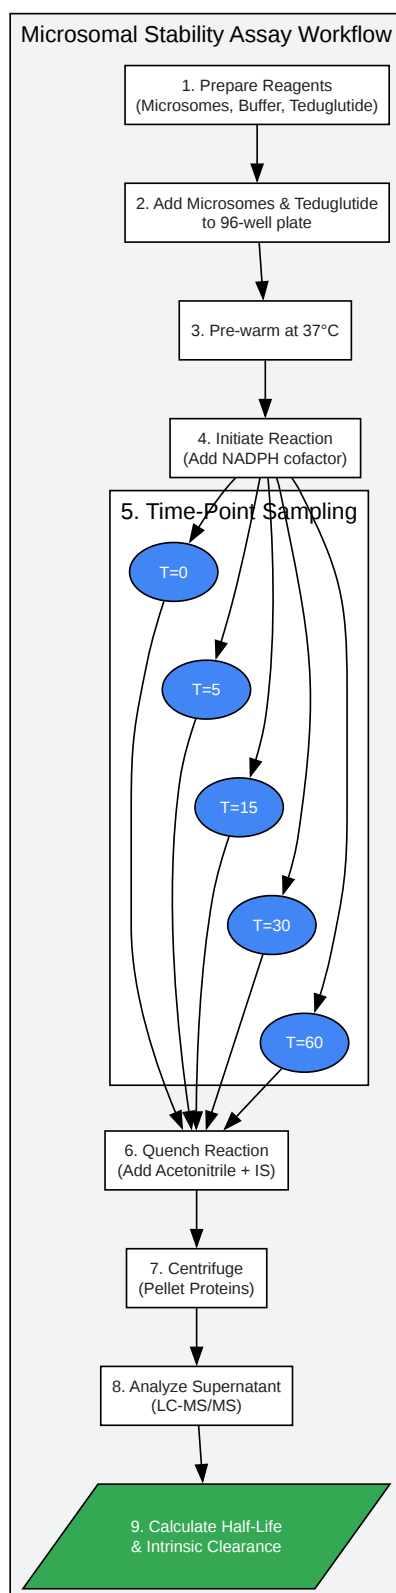 Microsomal Stability Assay Workflow
1. Prepare Reagents
(Microsomes, Buffer, Teduglutide)
2. Add Microsomes & Teduglutide
to 96-well plate
3. Pre-warm at 37°C
4. Initiate Reaction
(Add NADPH cofactor)
5. Time-Point Sampling
T=0
T=5
T=15
T=30
T=60
6. Quench Reaction
(Add Acetonitrile + IS)
7. Centrifuge
(Pellet Proteins)
8. Analyze Supernatant
(LC-MS/MS)
9. Calculate Half-Life
& Intrinsic Clearance